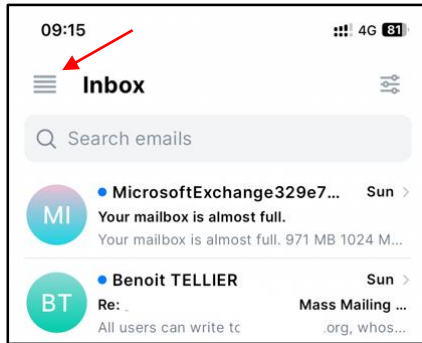 09:15 4G 81
Inbox
Search emails
MI MicrosoftExchange329e7... Sun
Your mailbox is almost full.
Your mailbox is almost full. 971 MB 1024 M...
BT Benoit TELLIER Sun
Re: Mass Mailing ...
All users can write to .org, whos...